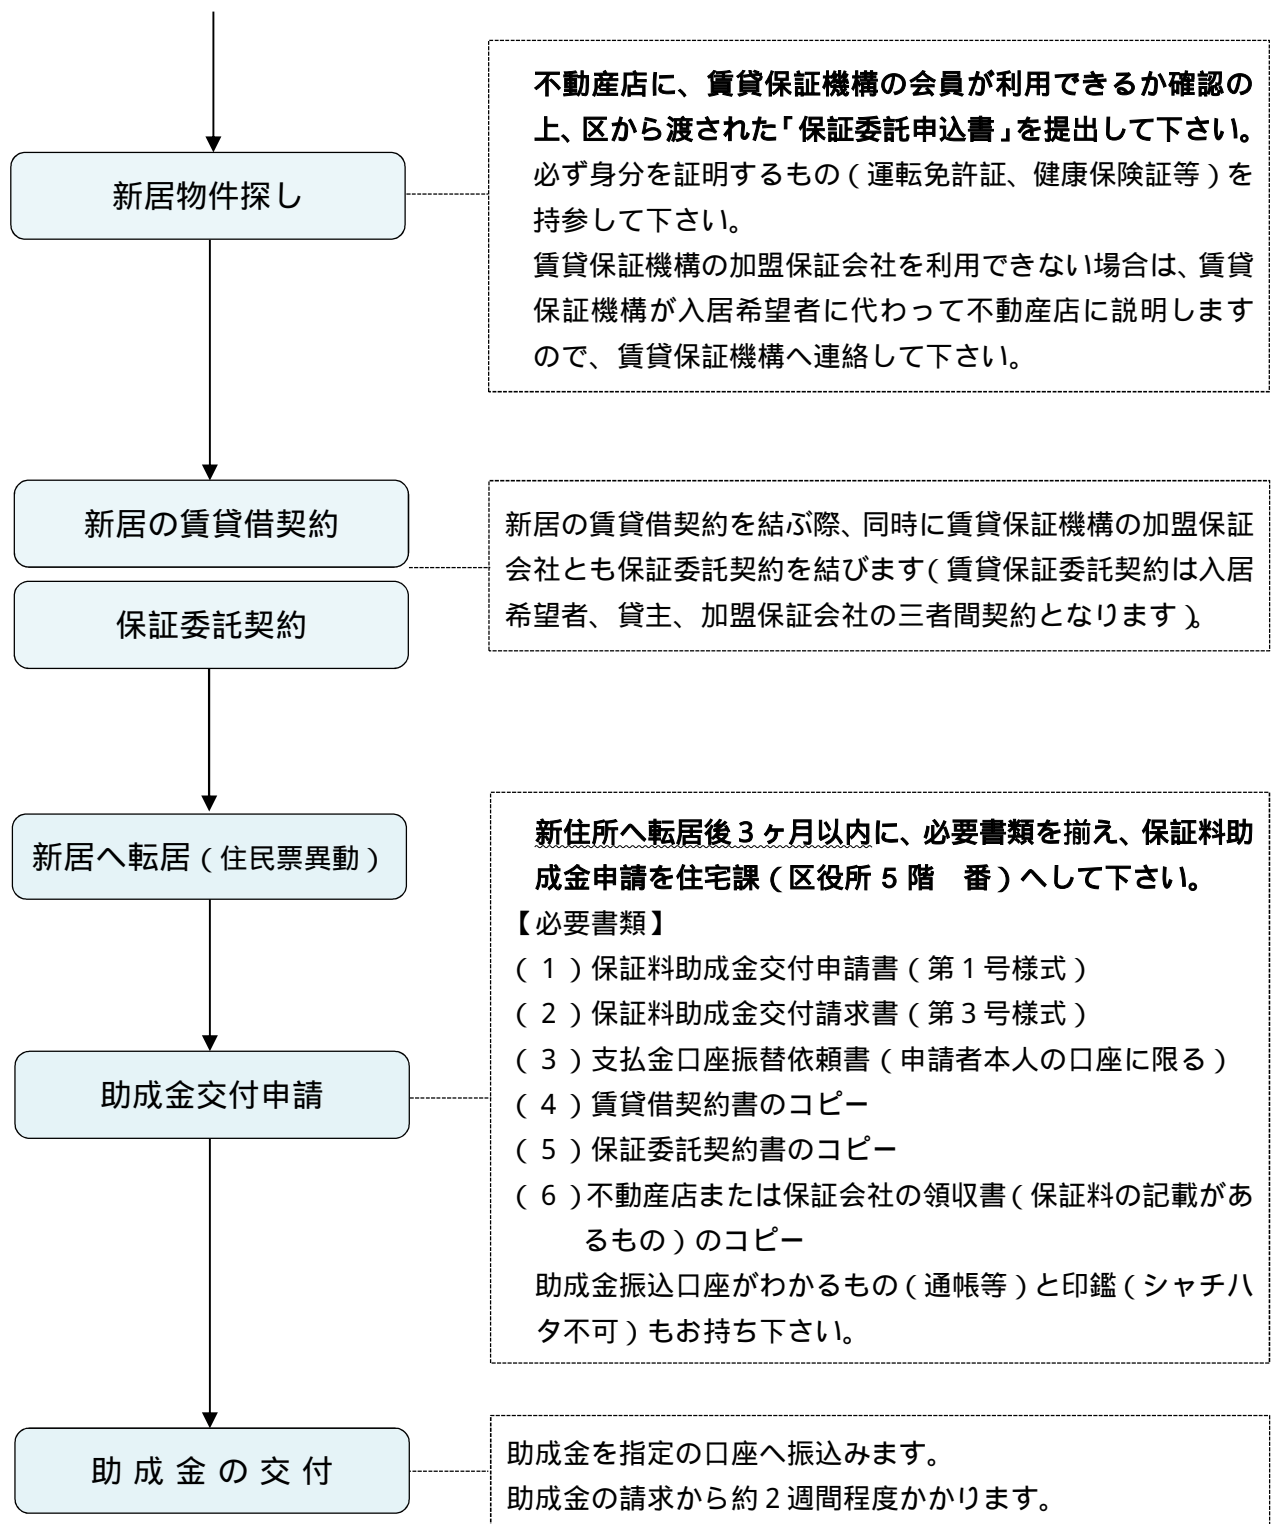 新居物件探し
不動産店に、賃貸保証機構の会員が利用できるか確認の
上、区から渡された「保証委託申込書」を提出して下さい。
必ず身分を証明するもの(運転免許証、健康保険証等)を
持参して下さい。
賃貸保証機構の加盟保証会社を利用できない場合は、賃貸
保証機構が入居希望者に代わって不動産店に説明します
ので、賃貸保証機構へ連絡して下さい。
新居の賃貸借契約
保証委託契約
新居の賃貸借契約を結ぶ際、同時に賃貸保証機構の加盟保証
会社とも保証委託契約を結びます(賃貸保証委託契約は入居
希望者、貸主、加盟保証会社の三者間契約となります)。
新居へ転居(住民票異動)
助成金交付申請
新住所へ転居後3ヶ月以内に、必要書類を揃え、保証料助
成金申請を住宅課(区役所5階 番)へして下さい。
【必要書類】
(1)保証料助成金交付申請書(第1号様式)
(2)保証料助成金交付請求書(第3号様式)
(3)支払金口座振替依頼書(申請者本人の口座に限る)
(4)賃貸借契約書のコピー
(5)保証委託契約書のコピー
(6)不動産店または保証会社の領収書(保証料の記載があ
るもの)のコピー
助成金振込口座がわかるもの(通帳等)と印鑑(シャチハ
タ不可)もお持ち下さい。
助成金の交付
助成金を指定の口座へ振込みます。
助成金の請求から約2週間程度かかります。